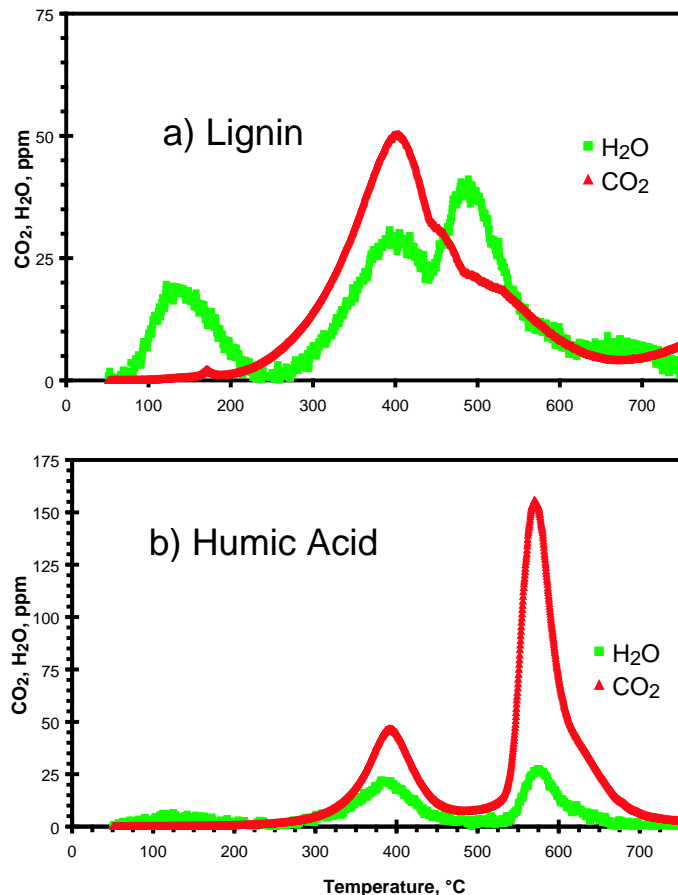 75
a) Lignin
50
H₂O
CO₂
CO₂, H₂O, ppm
25
0
0 100 200 300 400 500 600 700
175
150
b) Humic Acid
125
100
H₂O
CO₂
CO₂, H₂O, ppm
75
50
25
0
0 100 200 300 400 500 600 700
Temperature, °C